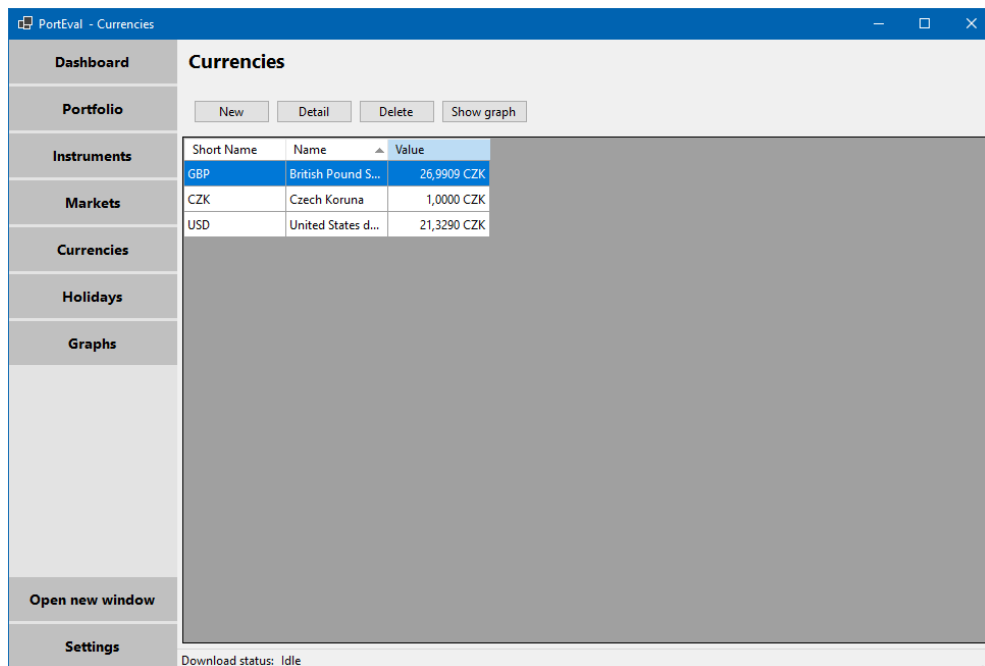 PortEval - Currencies
Dashboard
Portfolio
Instruments
Markets
Currencies
Holidays
Graphs
Open new window
Settings
Currencies
New Detail Delete Show graph
Short Name Name Value
GBP British Pound S... 26,9909 CZK
CZK Czech Koruna 1,0000 CZK
USD United States d... 21,3290 CZK
Download status: Idle